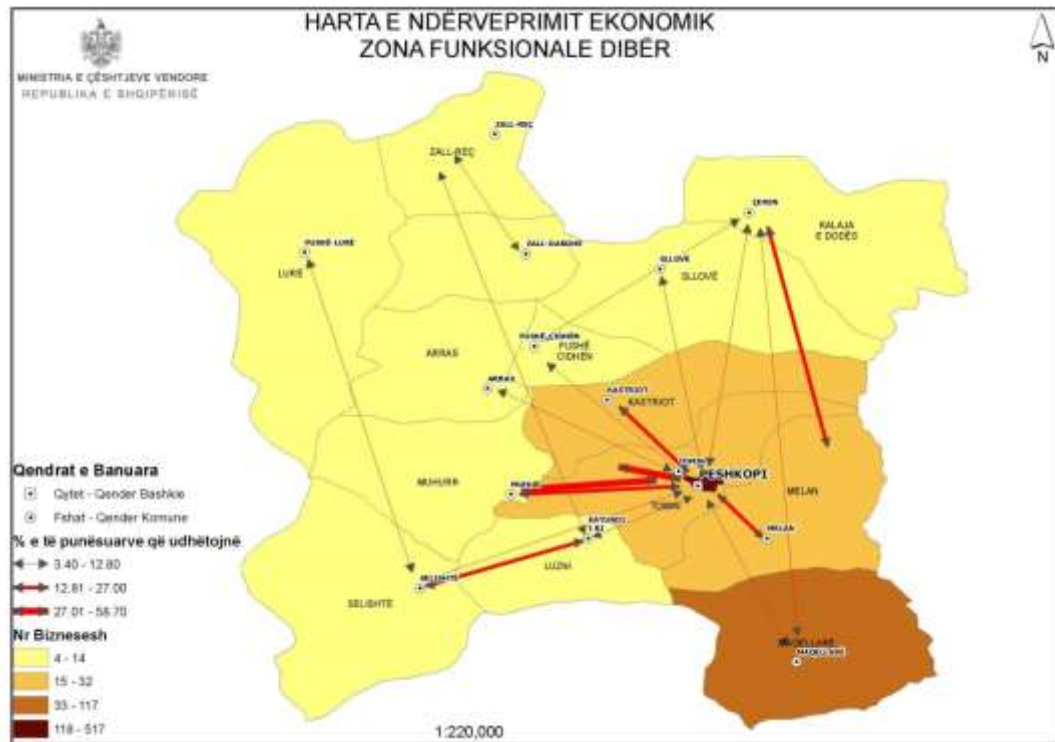 HARTA E NDËRVEPRIMIT EKONOMIK
ZONA FUNKSIONALE DIBËR
MINISTRIA E ÇËSHTJEVE VENDORE
REPUBLIKA E SHQIPËRISË
N
ZALL-REÇ
ZALL-REÇ
KALAJA
E DODËS
FUSHË LURË
LURË
ZALL-DARDHË
SLLOVË
SLLOVË
FUSHË ÇIDHËN
FUSHË
CIDHËN
ARRAS
ARRAS
KASTRIOT
KASTRIOT
PESHKOPI
MUHURR
MELAN
MELAN
LUZNI
SELISHTË
SELISHTË
MAQELLARË
MAQELLARË
Qendrat e Banuara
Qytet - Qender Bashkie
Fshat - Qender Komune
% e të punësuarve që udhëtojnë
3.40 - 12.80
12.81 - 27.00
27.01 - 58.70
Nr Biznesesh
4 - 14
15 - 32
33 - 117
118 - 517
1:220,000